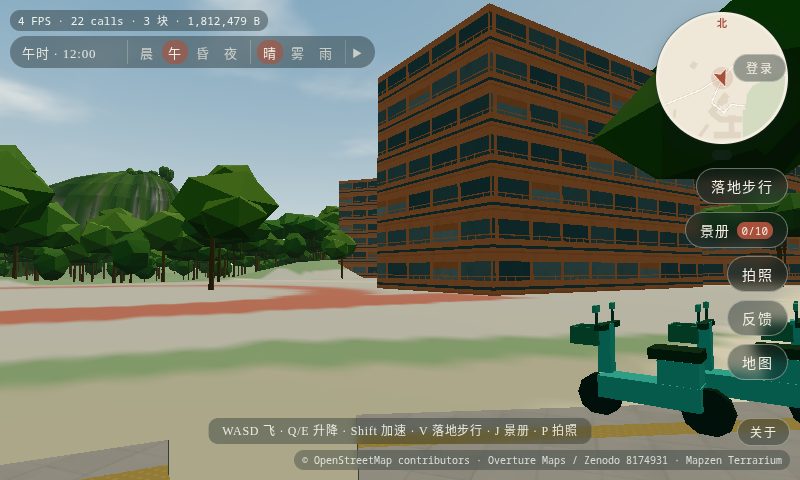 4 FPS · 22 calls · 3 块 · 1,812,479 B
午时 · 12:00 晨 午 昏 夜 晴 雾 雨
北
登录
落地步行
景册 0/10
拍照
反馈
地图
WASD 飞 · Q/E 升降 · Shift 加速 · V 落地步行 · J 景册 · P 拍照
关于
© OpenStreetMap contributors · Overture Maps / Zenodo 8174931 · Mapzen Terrarium